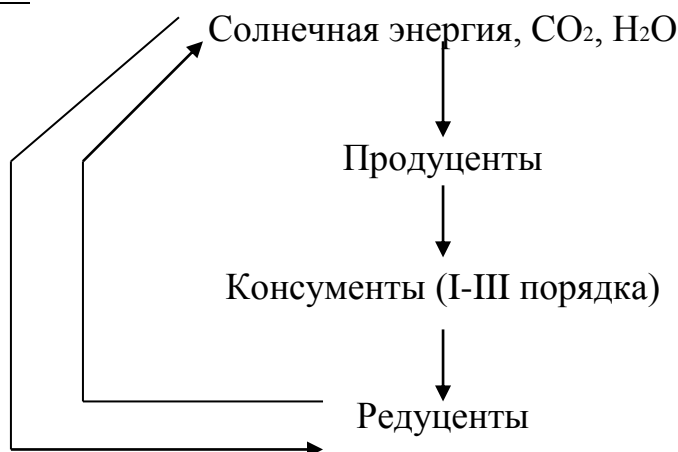 Солнечная энергия, CO₂, H₂O
Продуценты
Консументы (I-III порядка)
Редуценты